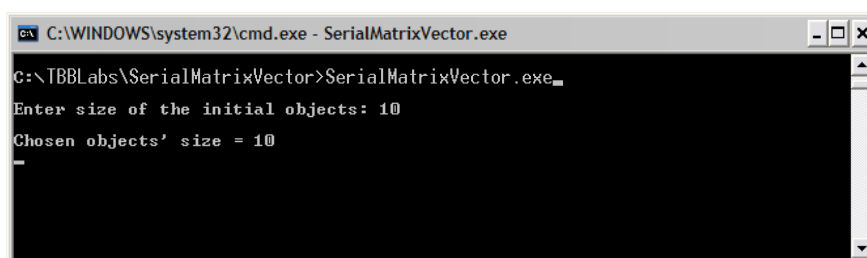 C:\WINDOWS\system32\cmd.exe - SerialMatrixVector.exe
C:\TBBLabs\SerialMatrixVector>SerialMatrixVector.exe
Enter size of the initial objects: 10
Chosen objects' size = 10